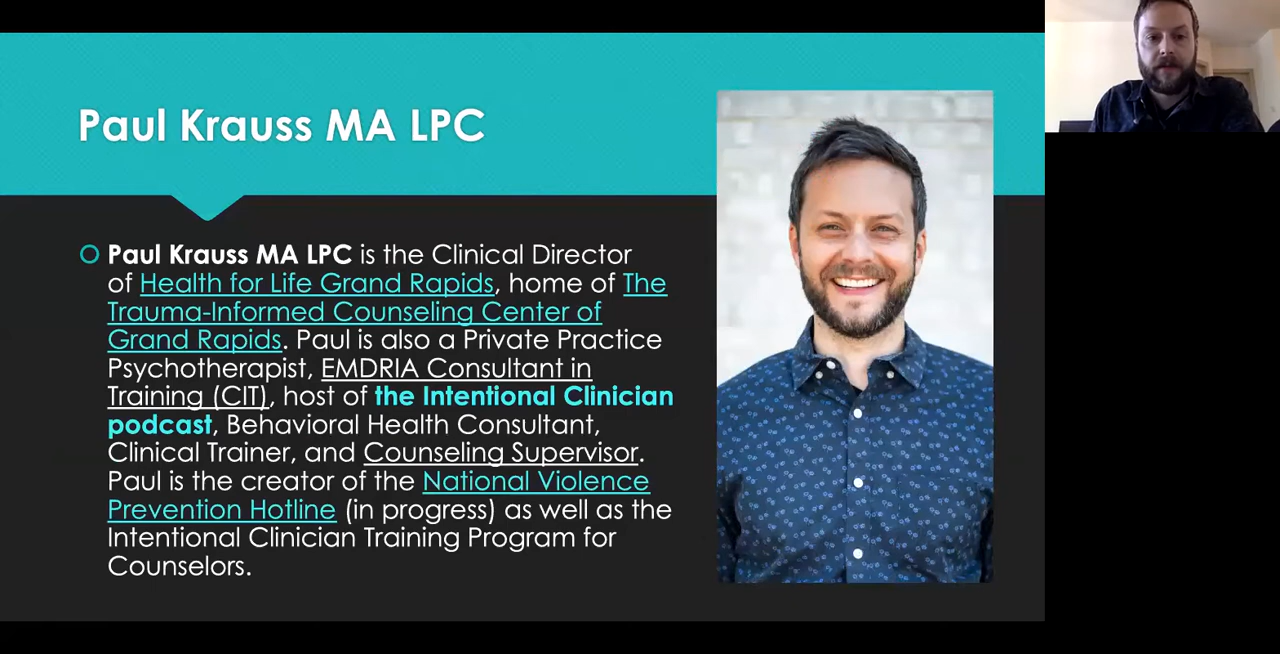 Paul Krauss MA LPC
Paul Krauss MA LPC is the Clinical Director
of Health for Life Grand Rapids, home of The
Trauma-Informed Counseling Center of
Grand Rapids. Paul is also a Private Practice
Psychotherapist, EMDRIA Consultant in
Training (CIT), host of the Intentional Clinician
podcast, Behavioral Health Consultant,
Clinical Trainer, and Counseling Supervisor.
Paul is the creator of the National Violence
Prevention Hotline (in progress) as well as the
Intentional Clinician Training Program for
Counselors.